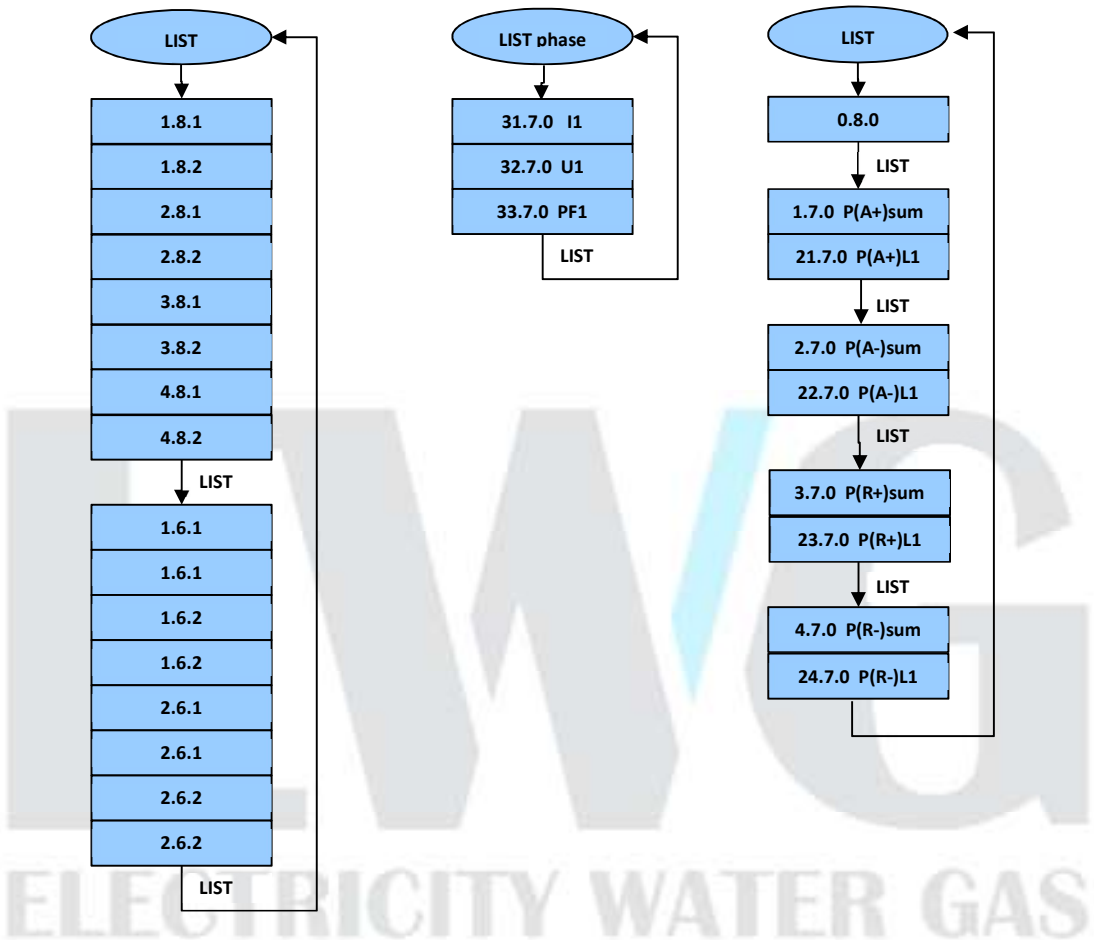 LIST
1.8.1
1.8.2
2.8.1
2.8.2
3.8.1
3.8.2
4.8.1
4.8.2
LIST
1.6.1
1.6.1
1.6.2
1.6.2
2.6.1
2.6.1
2.6.2
2.6.2
LIST
LIST phase
31.7.0 I1
32.7.0 U1
33.7.0 PF1
LIST
LIST
0.8.0
LIST
1.7.0 P(A+)sum
21.7.0 P(A+)L1
LIST
2.7.0 P(A-)sum
22.7.0 P(A-)L1
LIST
3.7.0 P(R+)sum
23.7.0 P(R+)L1
LIST
4.7.0 P(R-)sum
24.7.0 P(R-)L1
EWG
ELECTRICITY WATER GAS